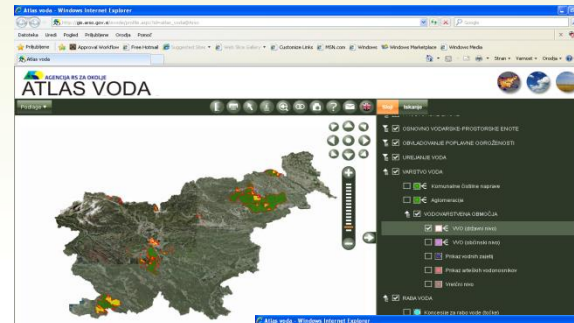 Atlas voda - Windows Internet Explorer
Google
Datoteka Uredi Pogled Priljubljene Orodja Pomoč
Priljubljene Approval Workflow Free Hotmail Suggested Sites Web Slice Gallery Customize Links MSN.com Windows Windows Marketplace Windows Media
Atlas voda
Stran Varnost Orodja
AGENCIJA RS ZA OKOLJE
ATLAS VODA
Podlaga
Sloji Iskanje
OSNOVNO VODARSKE-PROSTORSKE ENOTE
OBVLADOVANJE POPLAVNE OGROŽENOSTI
UREJANJE VODA
VARSTVO VODA
Komunalne čistilne naprave
Aglomeracije
VODOVARSTVENA OBMOČJA
VVO (državni nivo)
VVO (občinski nivo)
Prikaz vodnih zajetij
Prikaz arteških vodonosnikov
Vrelčni nivo
RABA VODA
Koncesije za rabo vode (točke)
Atlas voda - Windows Internet Explorer